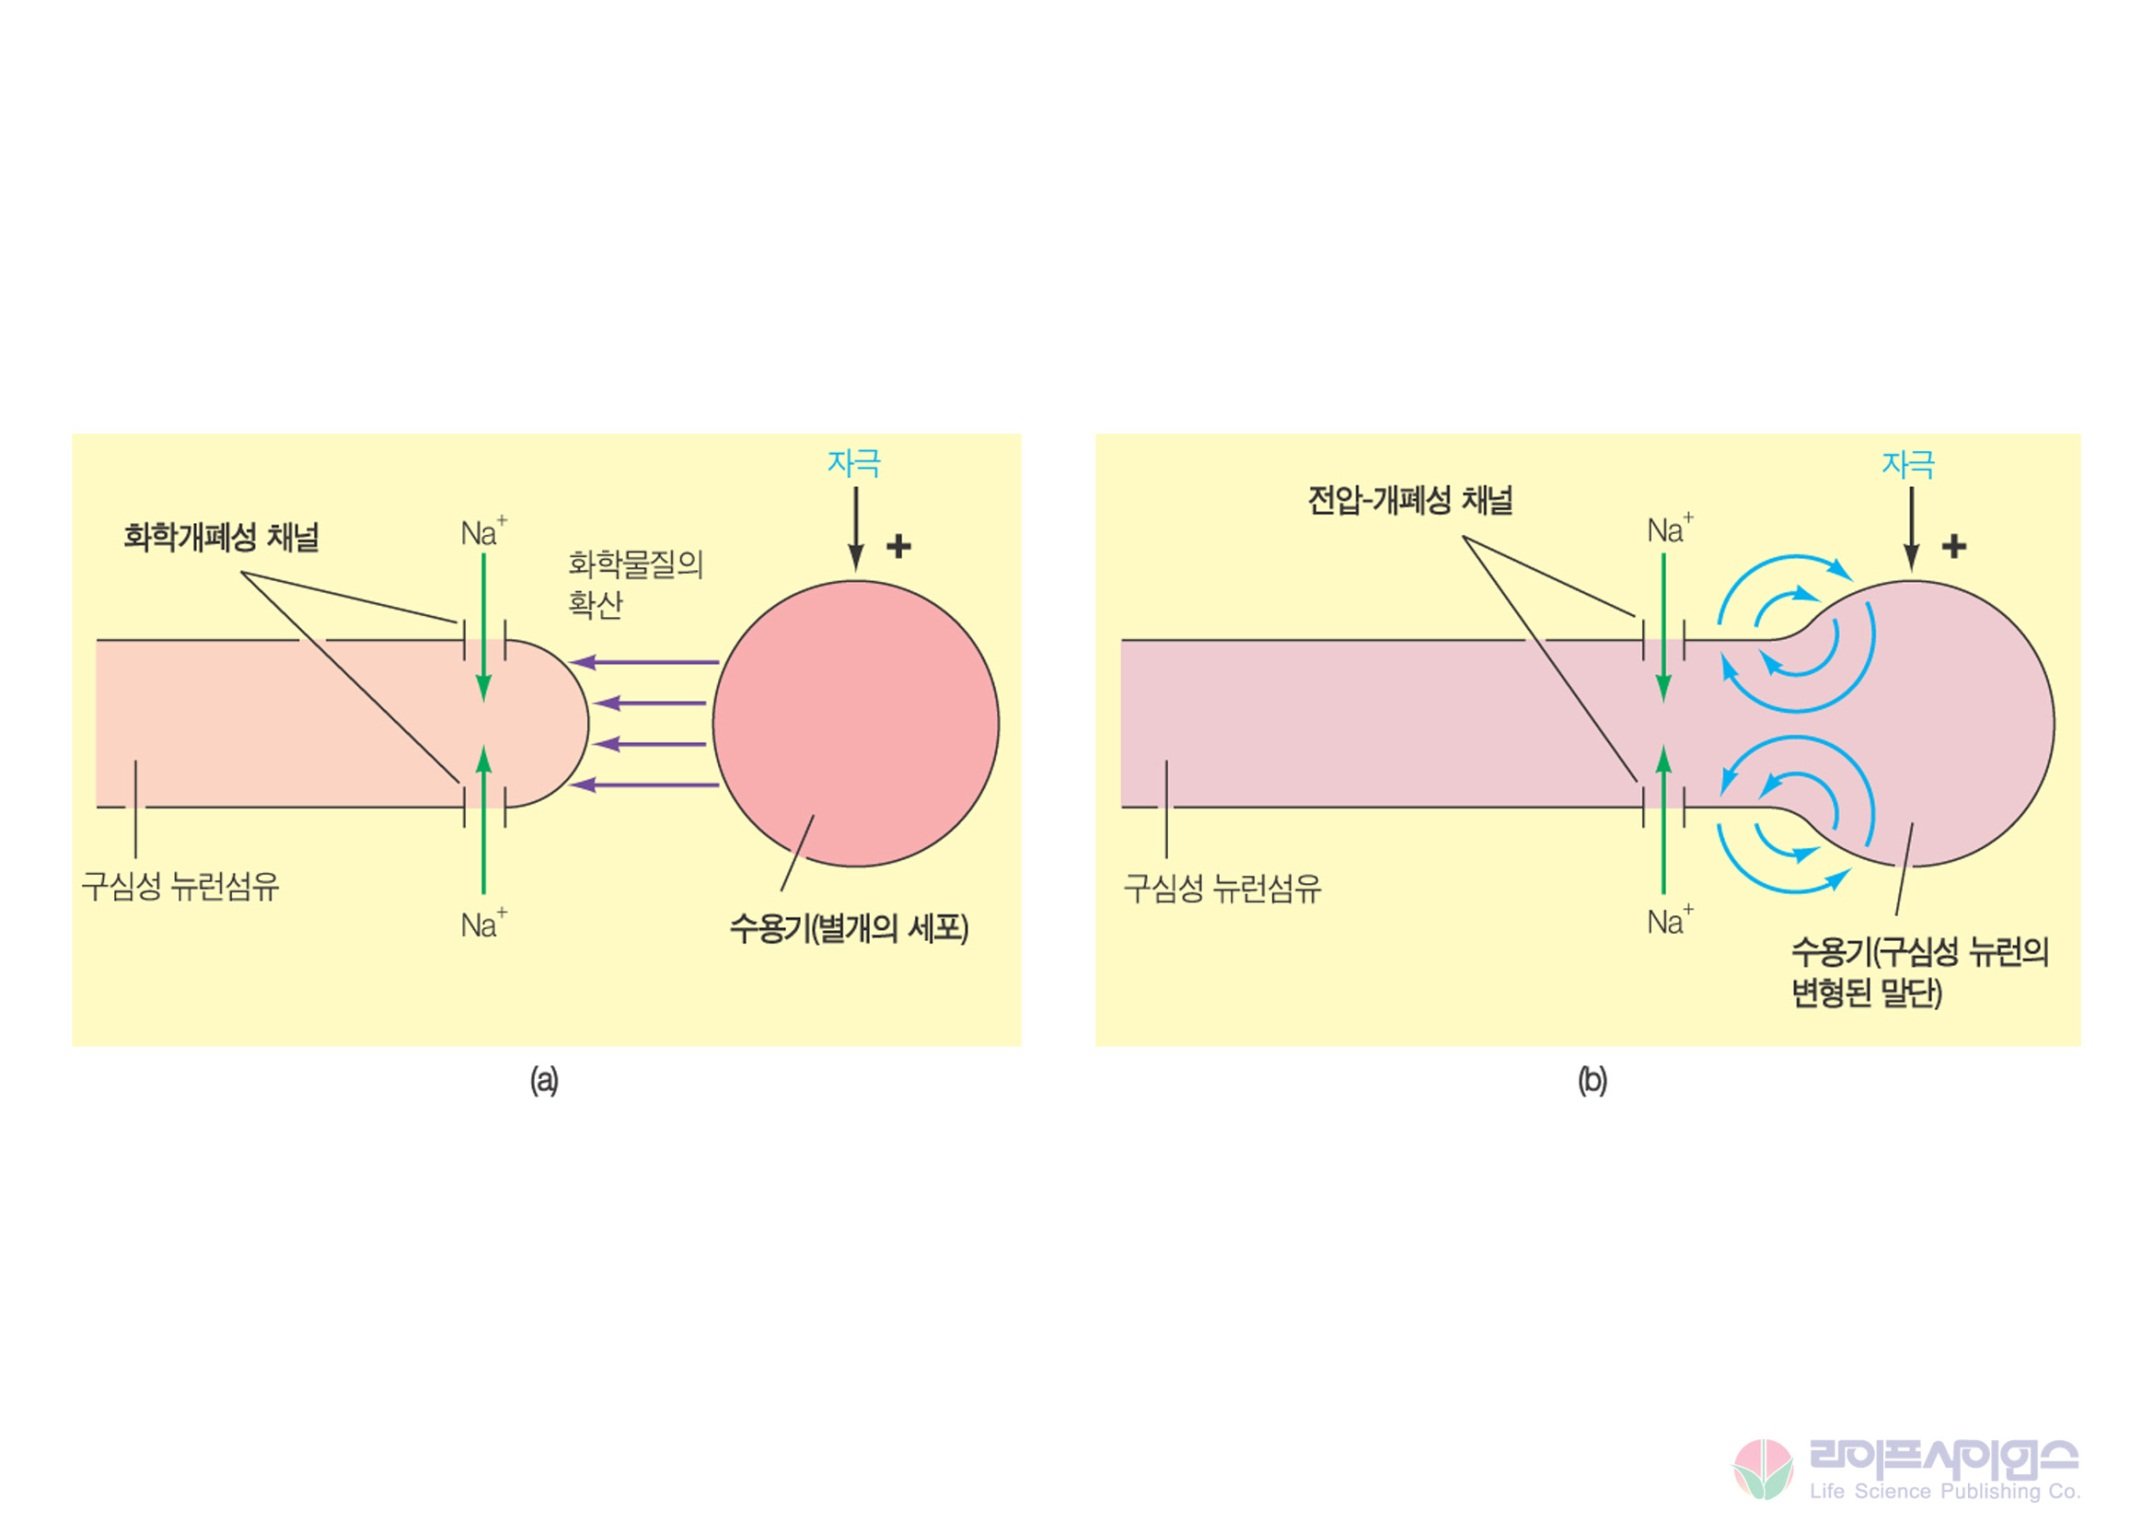 자극
화학개폐성 채널
Na+
화학물질의
확산
구심성 뉴런섬유
Na+
수용기(별개의 세포)
(a)
자극
전압-개폐성 채널
Na+
구심성 뉴런섬유
Na+
수용기(구심성 뉴런의
변형된 말단)
(b)
라이프사이언스
Life Science Publishing Co.